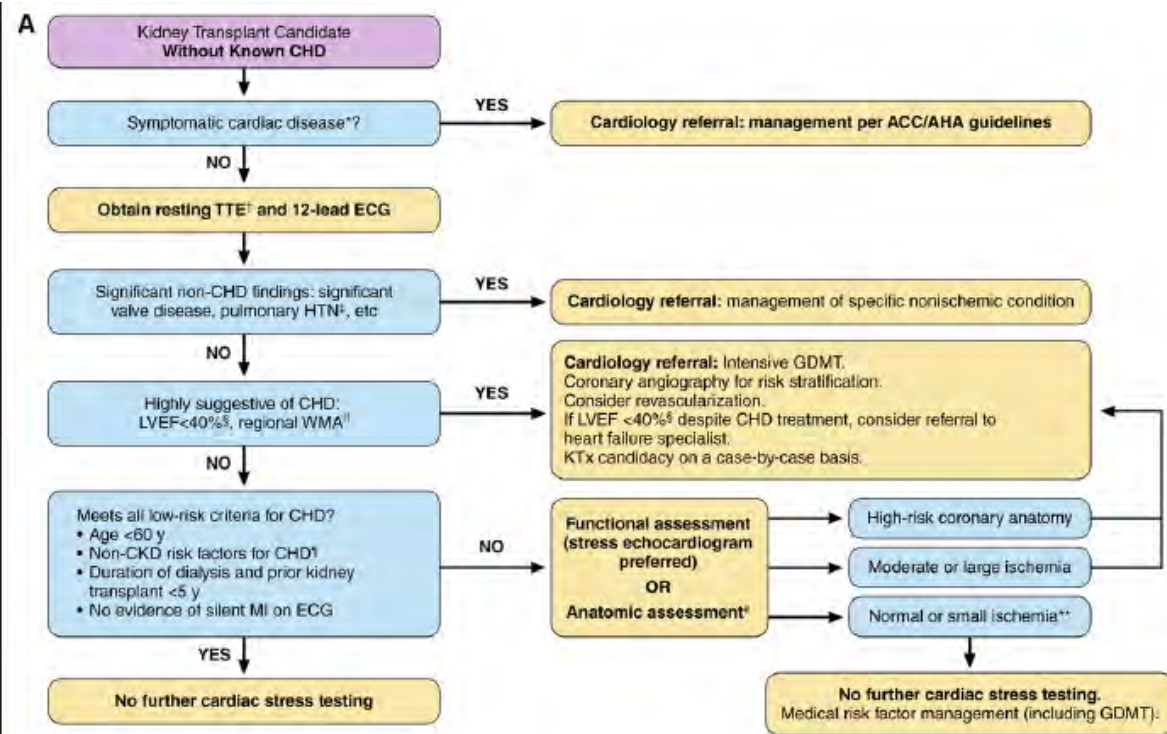 A
Kidney Transplant Candidate
Without Known CHD
Symptomatic cardiac disease*?
YES
Cardiology referral: management per ACC/AHA guidelines
NO
Obtain resting TTE† and 12-lead ECG
Significant non-CHD findings: significant
valve disease, pulmonary HTN‡, etc
YES
Cardiology referral: management of specific nonischemic condition
NO
Highly suggestive of CHD:
LVEF<40%§, regional WMA||
YES
Cardiology referral: Intensive GDMT.
Coronary angiography for risk stratification.
Consider revascularization.
If LVEF <40%§ despite CHD treatment, consider referral to
heart failure specialist.
KTx candidacy on a case-by-case basis.
NO
Meets all low-risk criteria for CHD?
• Age <60 y
• Non-CKD risk factors for CHD¶
• Duration of dialysis and prior kidney
transplant <5 y
• No evidence of silent MI on ECG
NO
Functional assessment
(stress echocardiogram
preferred)
OR
Anatomic assessment#
High-risk coronary anatomy
Moderate or large ischemia
Normal or small ischemia**
YES
No further cardiac stress testing
No further cardiac stress testing.
Medical risk factor management (including GDMT).